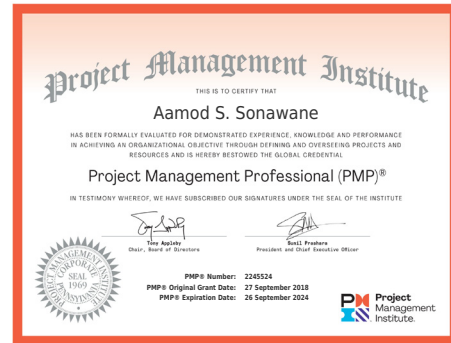 Project Management Institute
THIS IS TO CERTIFY THAT
Aamod S. Sonawane
HAS BEEN FORMALLY EVALUATED FOR DEMONSTRATED EXPERIENCE, KNOWLEDGE AND PERFORMANCE
IN ACHIEVING AN ORGANIZATIONAL OBJECTIVE THROUGH DEFINING AND OVERSEEING PROJECTS AND
RESOURCES AND IS HEREBY BESTOWED THE GLOBAL CREDENTIAL
Project Management Professional (PMP)®
IN TESTIMONY WHEREOF, WE HAVE SUBSCRIBED OUR SIGNATURES UNDER THE SEAL OF THE INSTITUTE
Tony Appleby
Chair, Board of Directors
Sunil Prashara
President and Chief Executive Officer
PROJECT MANAGEMENT INSTITUTE
CORPORATE
SEAL
1969
PENNSYLVANIA
PMP® Number: 2245524
PMP® Original Grant Date: 27 September 2018
PMP® Expiration Date: 26 September 2024
Project
Management
Institute.